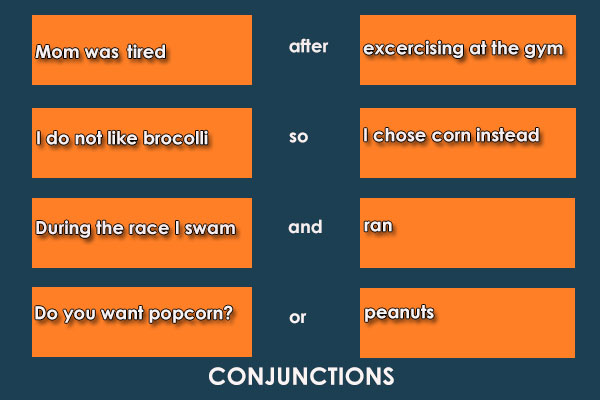 Mom was tired after excercising at the gym
I do not like brocolli so I chose corn instead
During the race I swam and ran
Do you want popcorn? or peanuts
CONJUNCTIONS